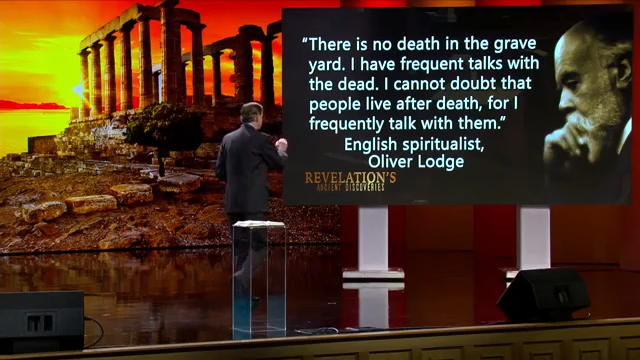 “There is no death in the grave
yard. I have frequent talks with
the dead. I cannot doubt that
people live after death, for I
frequently talk with them.”
English spiritualist,
Oliver Lodge
REVELATION'S
ANCIENT DISCOVERIES